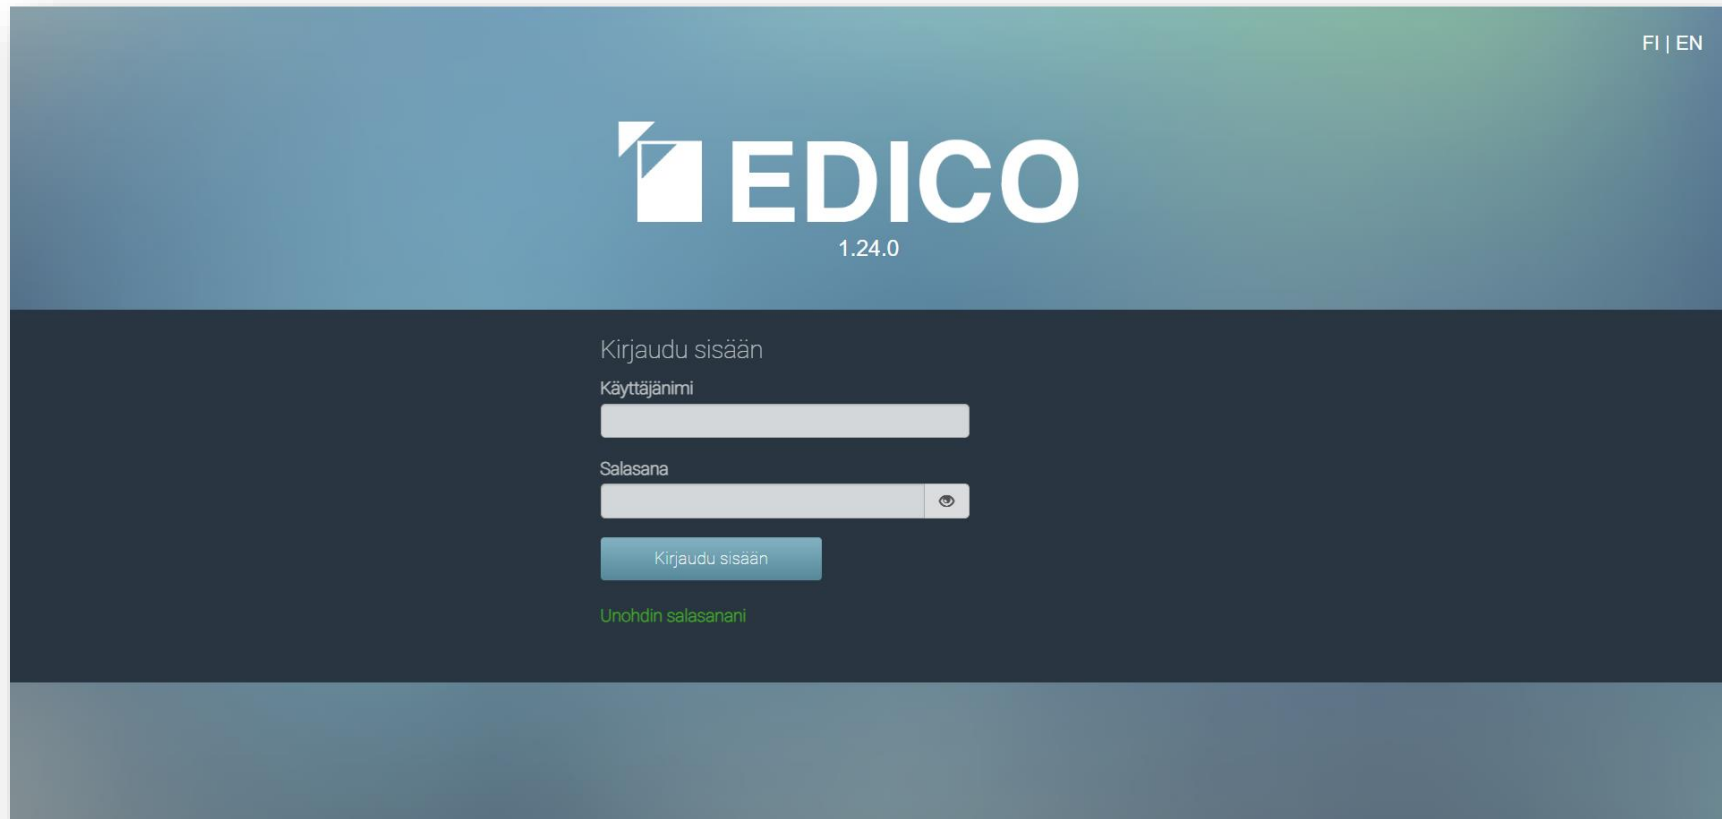 FI | EN
EDICO
1.24.0
Kirjaudu sisään
Käyttäjänimi
Salasana
Kirjaudu sisään
Unohdin salasanani